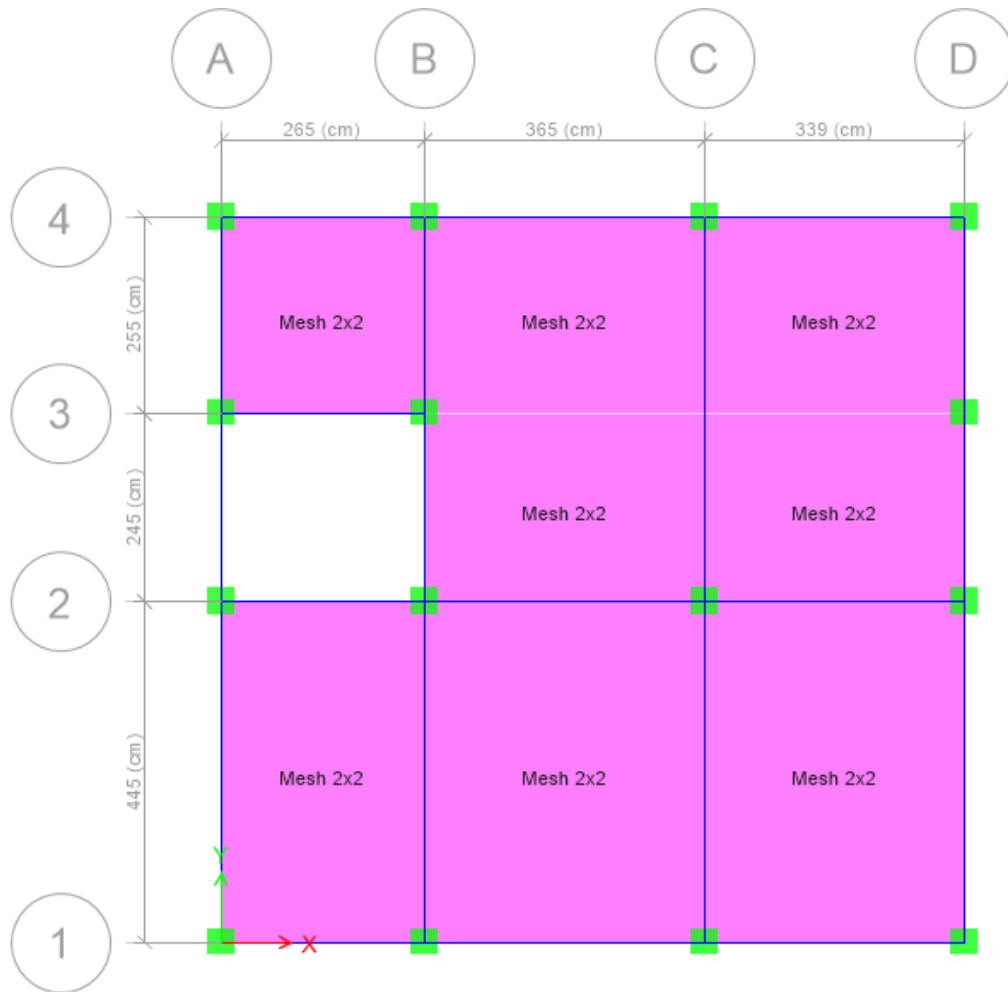 A
B
C
D
265 (cm)
365 (cm)
339 (cm)
4
255 (cm)
Mesh 2x2
Mesh 2x2
Mesh 2x2
3
245 (cm)
Mesh 2x2
Mesh 2x2
2
445 (cm)
Mesh 2x2
Mesh 2x2
Mesh 2x2
Y
X
1